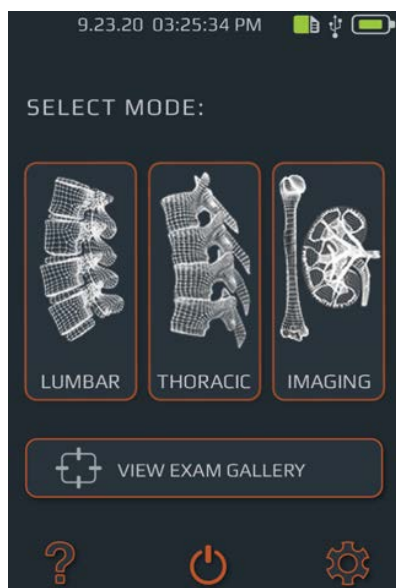 9.23.20 03:25:34 PM
SELECT MODE:
LUMBAR THORACIC IMAGING
VIEW EXAM GALLERY
?